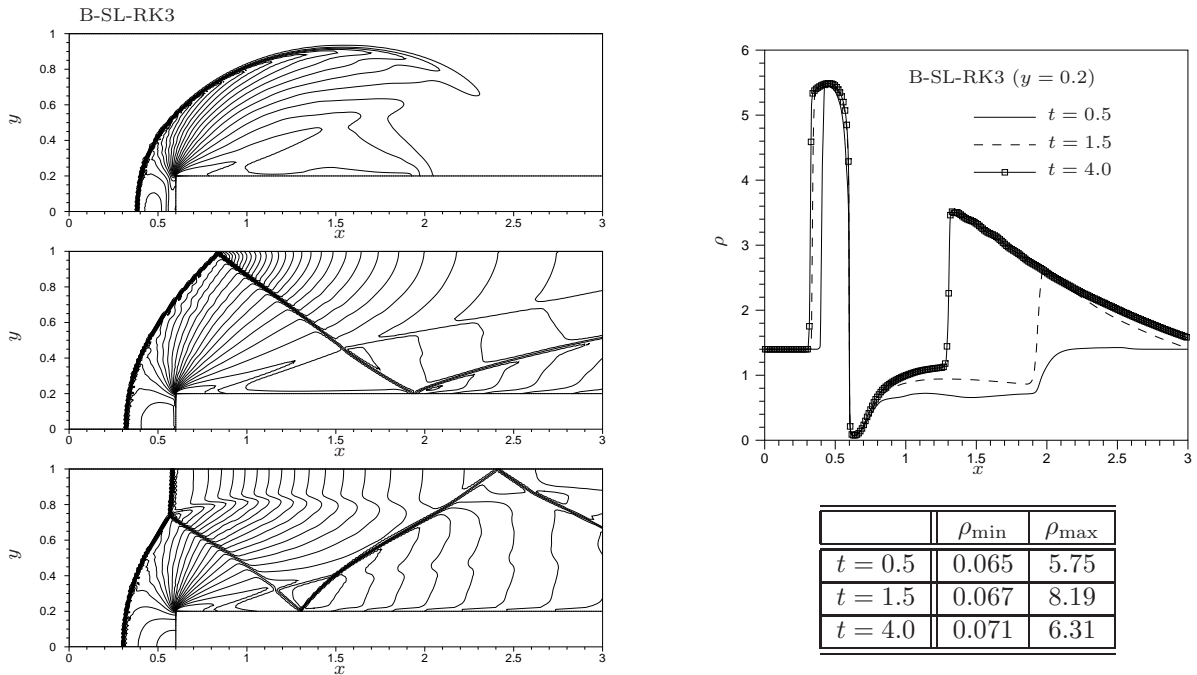 B-SL-RK3
1
0.8
0.6
y
0.4
0.2
0
0 0.5 1 1.5 2 2.5 3
x
1
0.8
0.6
y
0.4
0.2
0
0 0.5 1 1.5 2 2.5 3
x
1
0.8
0.6
y
0.4
0.2
0
0 0.5 1 1.5 2 2.5 3
x
6
B-SL-RK3 (y = 0.2)
t = 0.5
5
t = 1.5
t = 4.0
4
ρ
3
2
1
0
0 0.5 1 1.5 2 2.5 3
x
ρmin ρmax
t = 0.5 0.065 5.75
t = 1.5 0.067 8.19
t = 4.0 0.071 6.31